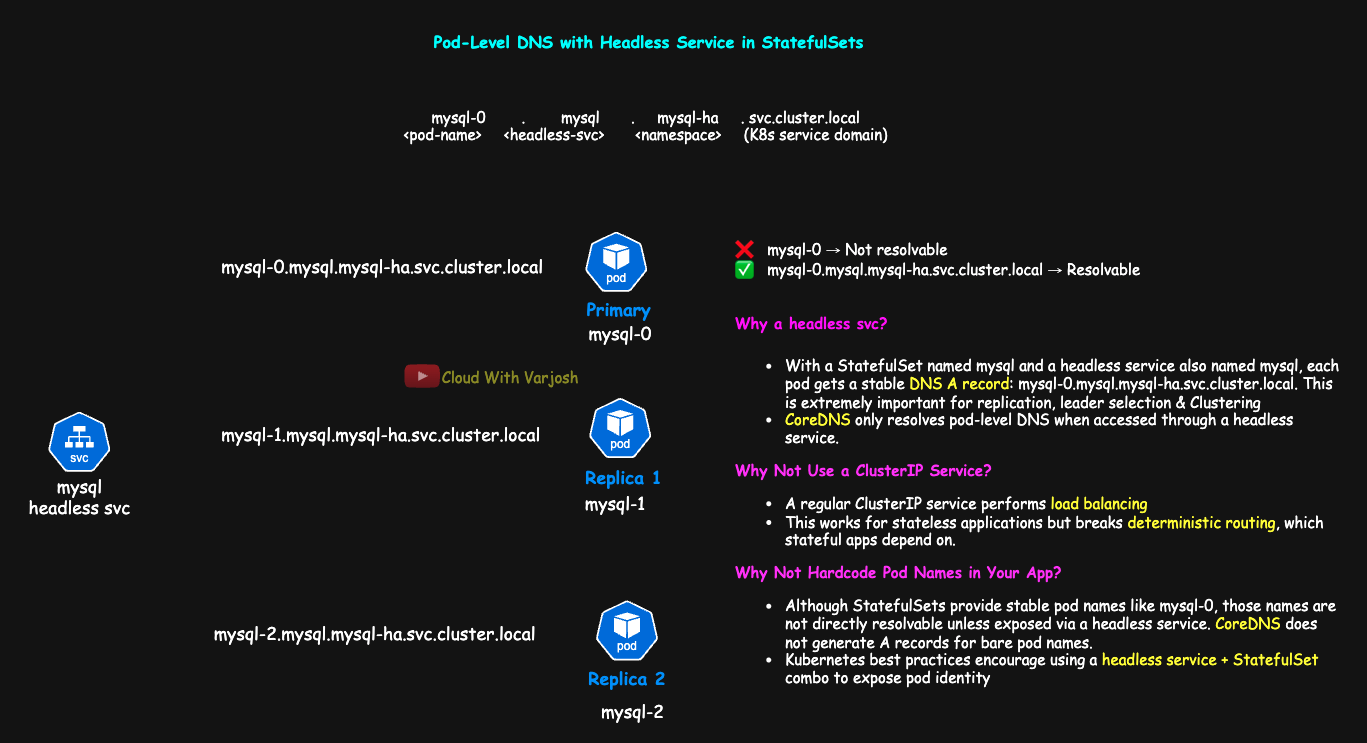 Pod-Level DNS with Headless Service in StatefulSets
mysql-0 . mysql . mysql-ha . svc.cluster.local
<pod-name> <headless-svc> <namespace> (K8s service domain)
mysql-0.mysql.mysql-ha.svc.cluster.local
pod
Primary
mysql-0
Cloud With Varjosh
svc
mysql
headless svc
mysql-1.mysql.mysql-ha.svc.cluster.local
pod
Replica 1
mysql-1
mysql-2.mysql.mysql-ha.svc.cluster.local
pod
Replica 2
mysql-2
❌ mysql-0 → Not resolvable
✅ mysql-0.mysql.mysql-ha.svc.cluster.local → Resolvable
Why a headless svc?
• With a StatefulSet named mysql and a headless service also named mysql, each
pod gets a stable DNS A record: mysql-0.mysql.mysql-ha.svc.cluster.local. This
is extremely important for replication, leader selection & Clustering
• CoreDNS only resolves pod-level DNS when accessed through a headless
service.
Why Not Use a ClusterIP Service?
• A regular ClusterIP service performs load balancing
• This works for stateless applications but breaks deterministic routing, which
stateful apps depend on.
Why Not Hardcode Pod Names in Your App?
• Although StatefulSets provide stable pod names like mysql-0, those names are
not directly resolvable unless exposed via a headless service. CoreDNS does
not generate A records for bare pod names.
• Kubernetes best practices encourage using a headless service + StatefulSet
combo to expose pod identity